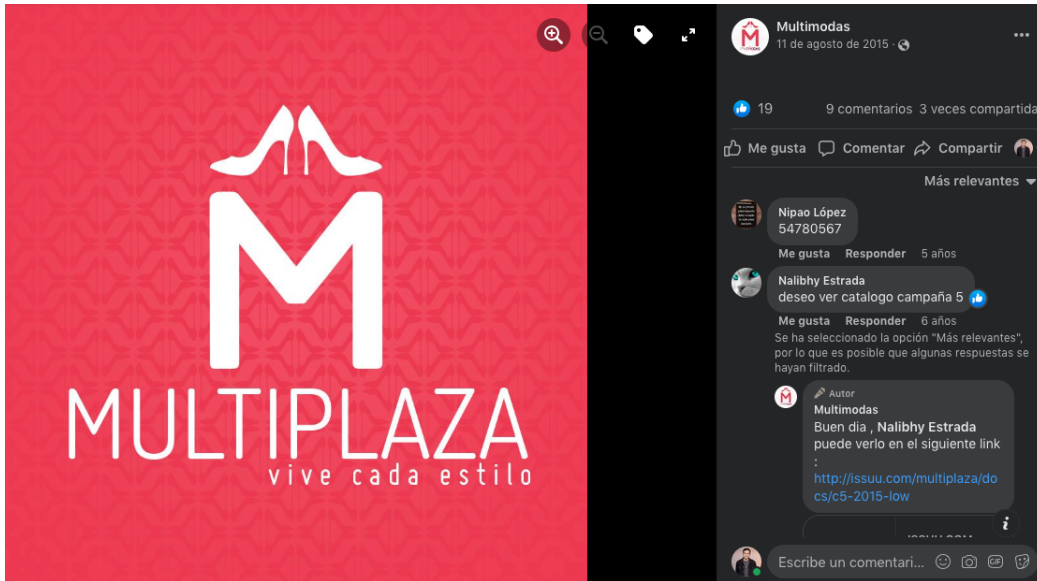 M
MULTIPLAZA
vive cada estilo
Multimodas
11 de agosto de 2015 ·
19
9 comentarios 3 veces compartida
Me gusta Comentar Compartir
Más relevantes
Nipao López
54780567
Me gusta Responder 5 años
Nalibhy Estrada
deseo ver catalogo campaña 5
Me gusta Responder 6 años
Se ha seleccionado la opción "Más relevantes",
por lo que es posible que algunas respuestas se
hayan filtrado.
Autor
Multimodas
Buen dia , Nalibhy Estrada
puede verlo en el siguiente link
:
http://issuu.com/multiplaza/do
cs/c5-2015-low
Escribe un comentari...
GIF